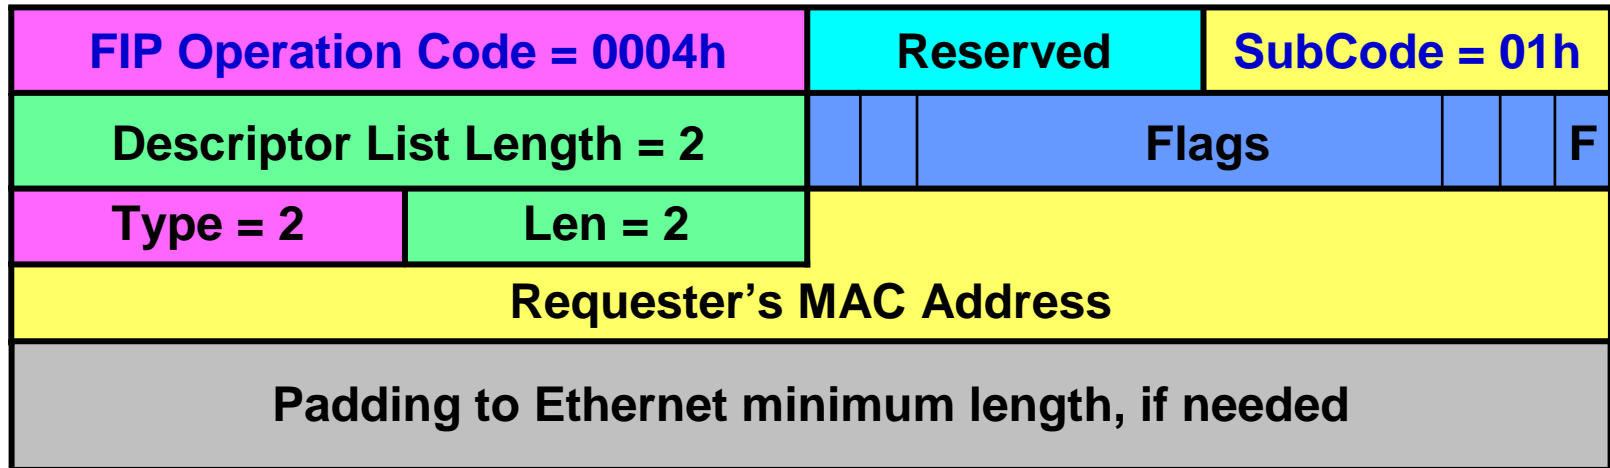 FIP Operation Code = 0004h Reserved SubCode = 01h
Descriptor List Length = 2 Flags F
Type = 2 Len = 2
Requester's MAC Address
Padding to Ethernet minimum length, if needed